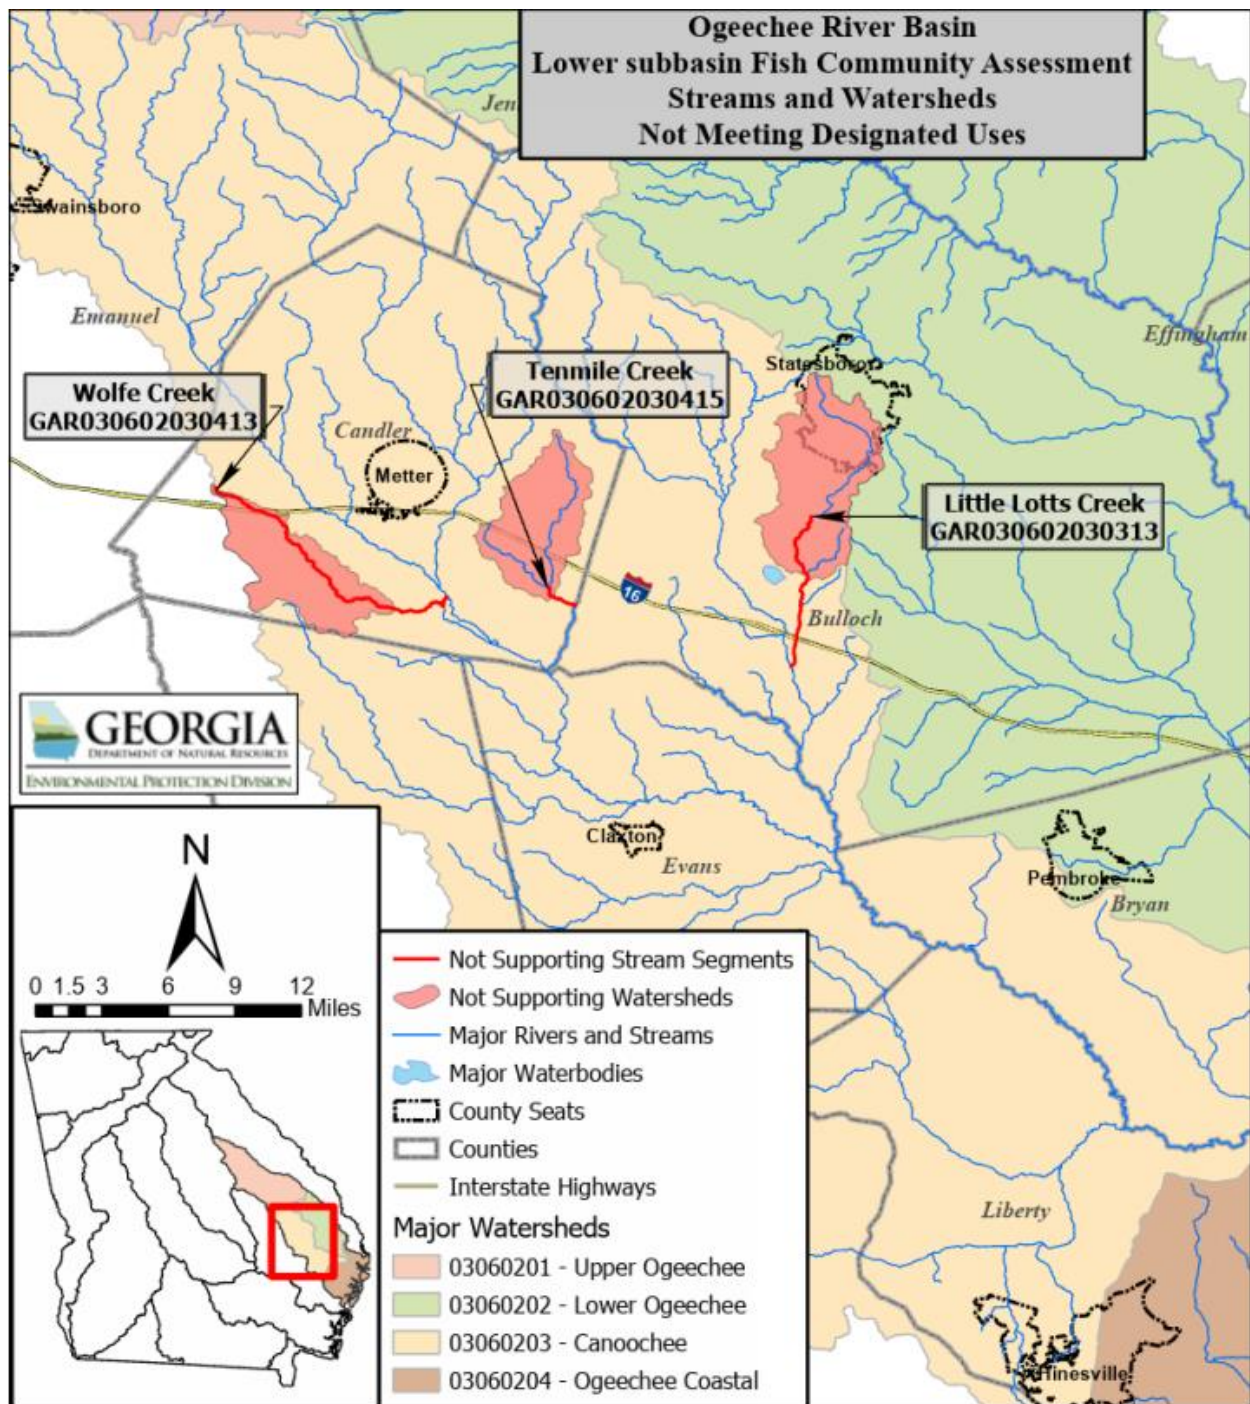 Ogeechee River Basin
Lower subbasin Fish Community Assessment
Streams and Watersheds
Not Meeting Designated Uses
Jen
Swainsboro
Emanuel
Effingham
Statesboro
Tenmile Creek
GAR030602030415
Wolfe Creek
GAR030602030413
Candler
Metter
Little Lotts Creek
GAR030602030313
16
Bulloch
GEORGIA
DEPARTMENT OF NATURAL RESOURCES
ENVIRONMENTAL PROTECTION DIVISION
Claxton
Evans
Pembroke
Bryan
N
0 1.5 3 6 9 12
Miles
Not Supporting Stream Segments
Not Supporting Watersheds
Major Rivers and Streams
Major Waterbodies
County Seats
Counties
Interstate Highways
Major Watersheds
03060201 - Upper Ogeechee
03060202 - Lower Ogeechee
03060203 - Canoochee
03060204 - Ogeechee Coastal
Liberty
Hinesville